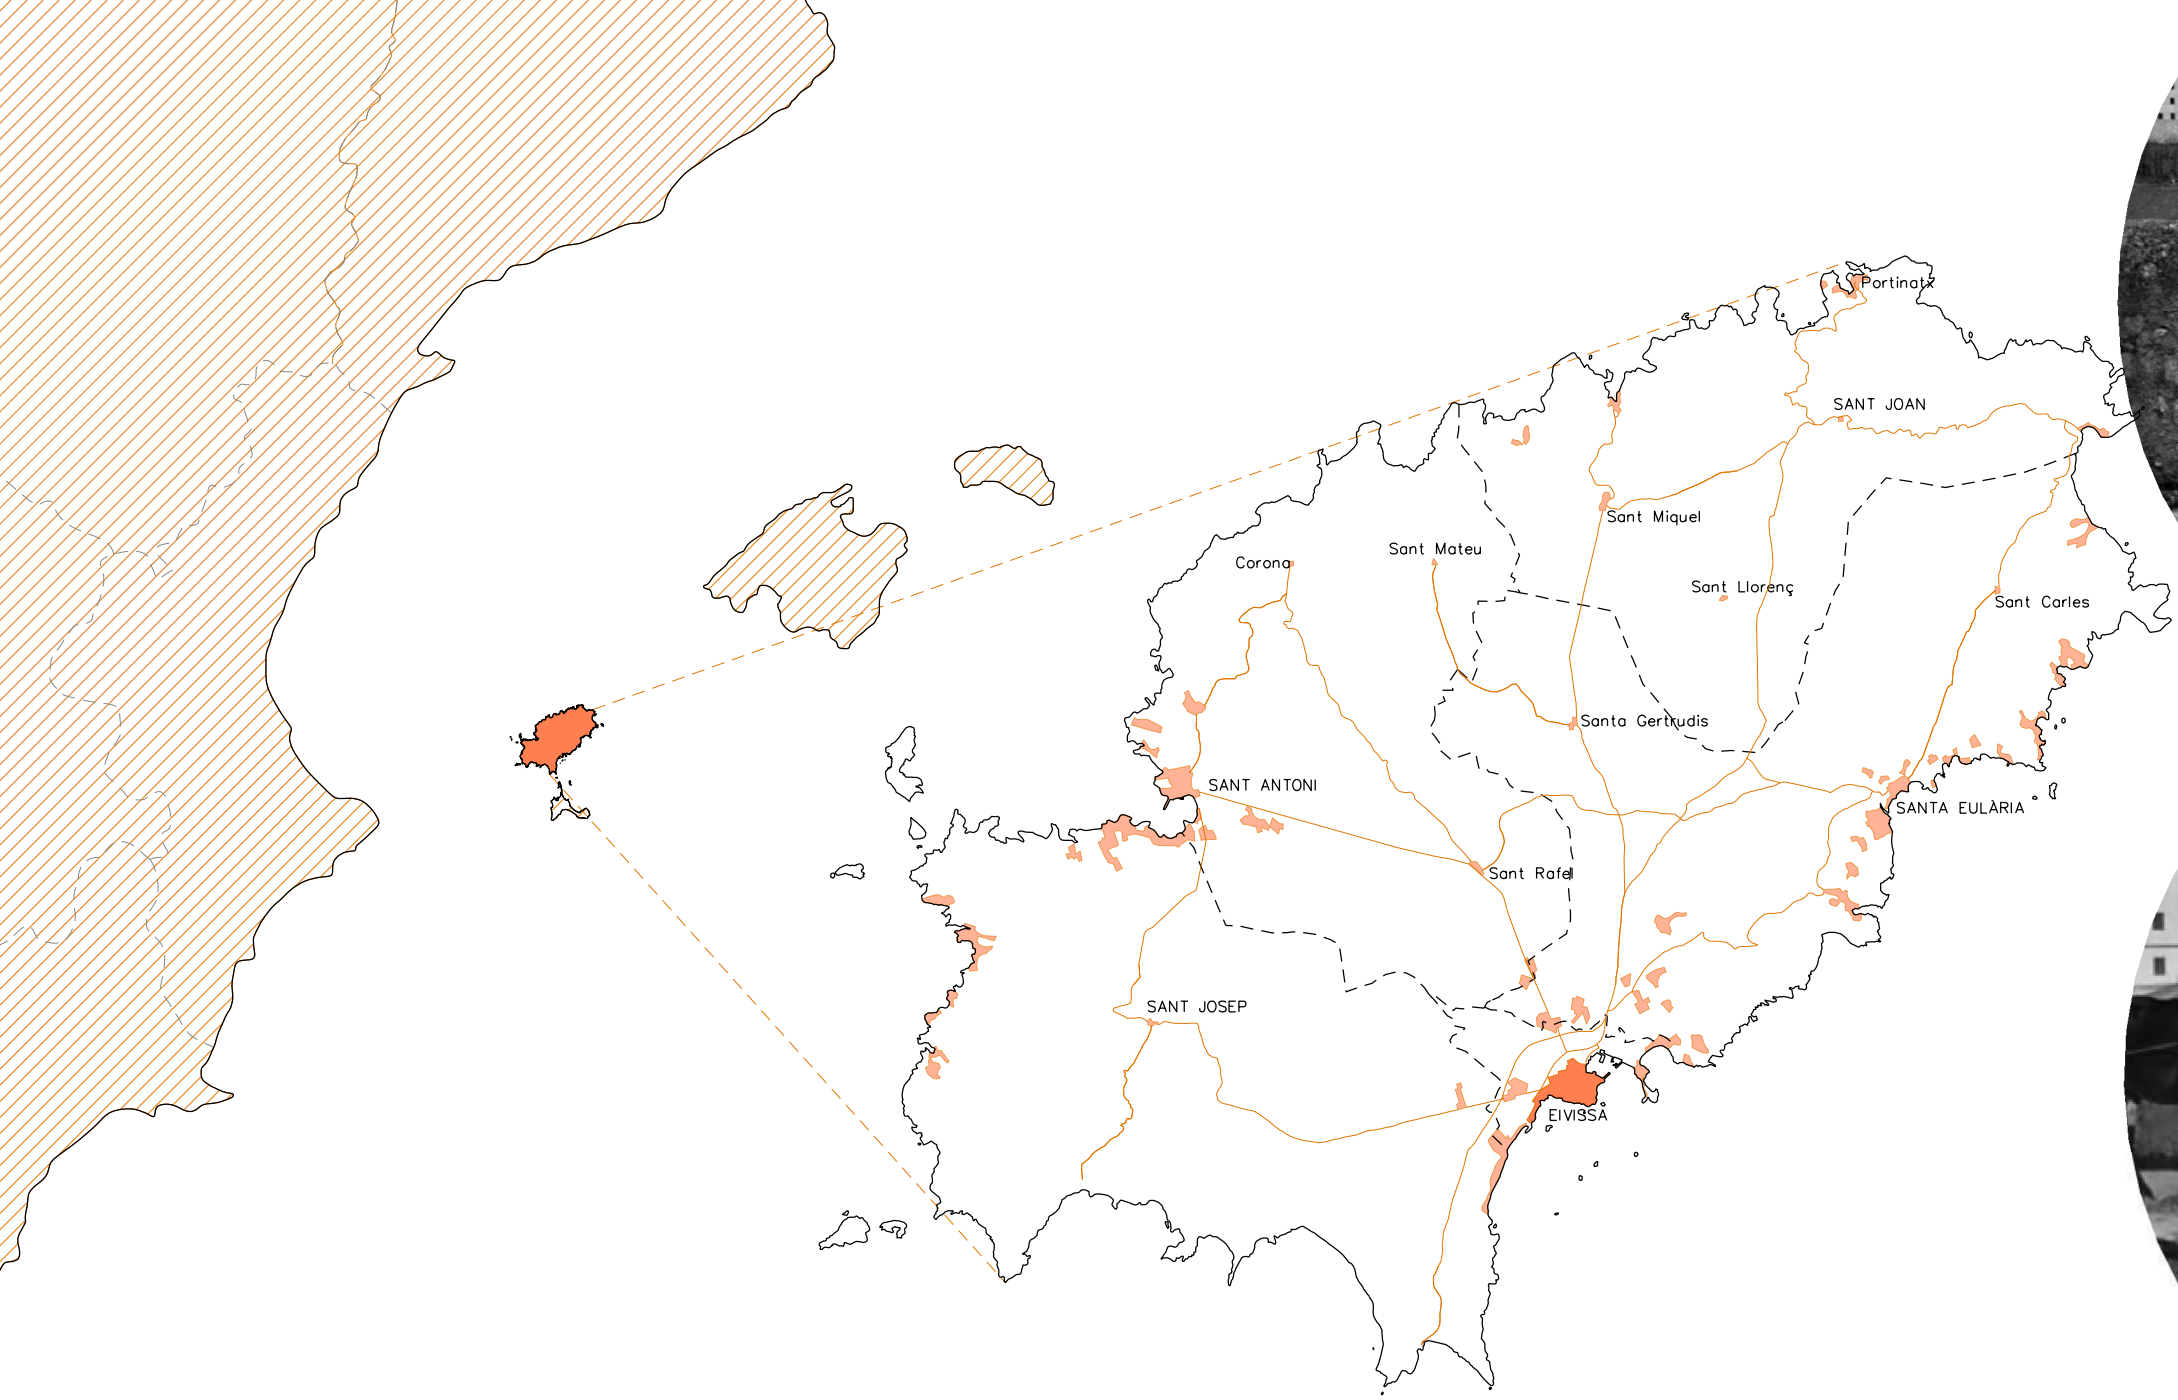 Portinatx
SANT JOAN
Sant Miquel
Sant Mateu
Corona
Sant Llorenç
Sant Carles
Santa Gertrudis
SANT ANTONI
SANTA EULÀRIA
Sant Rafel
SANT JOSEP
EIVISSA